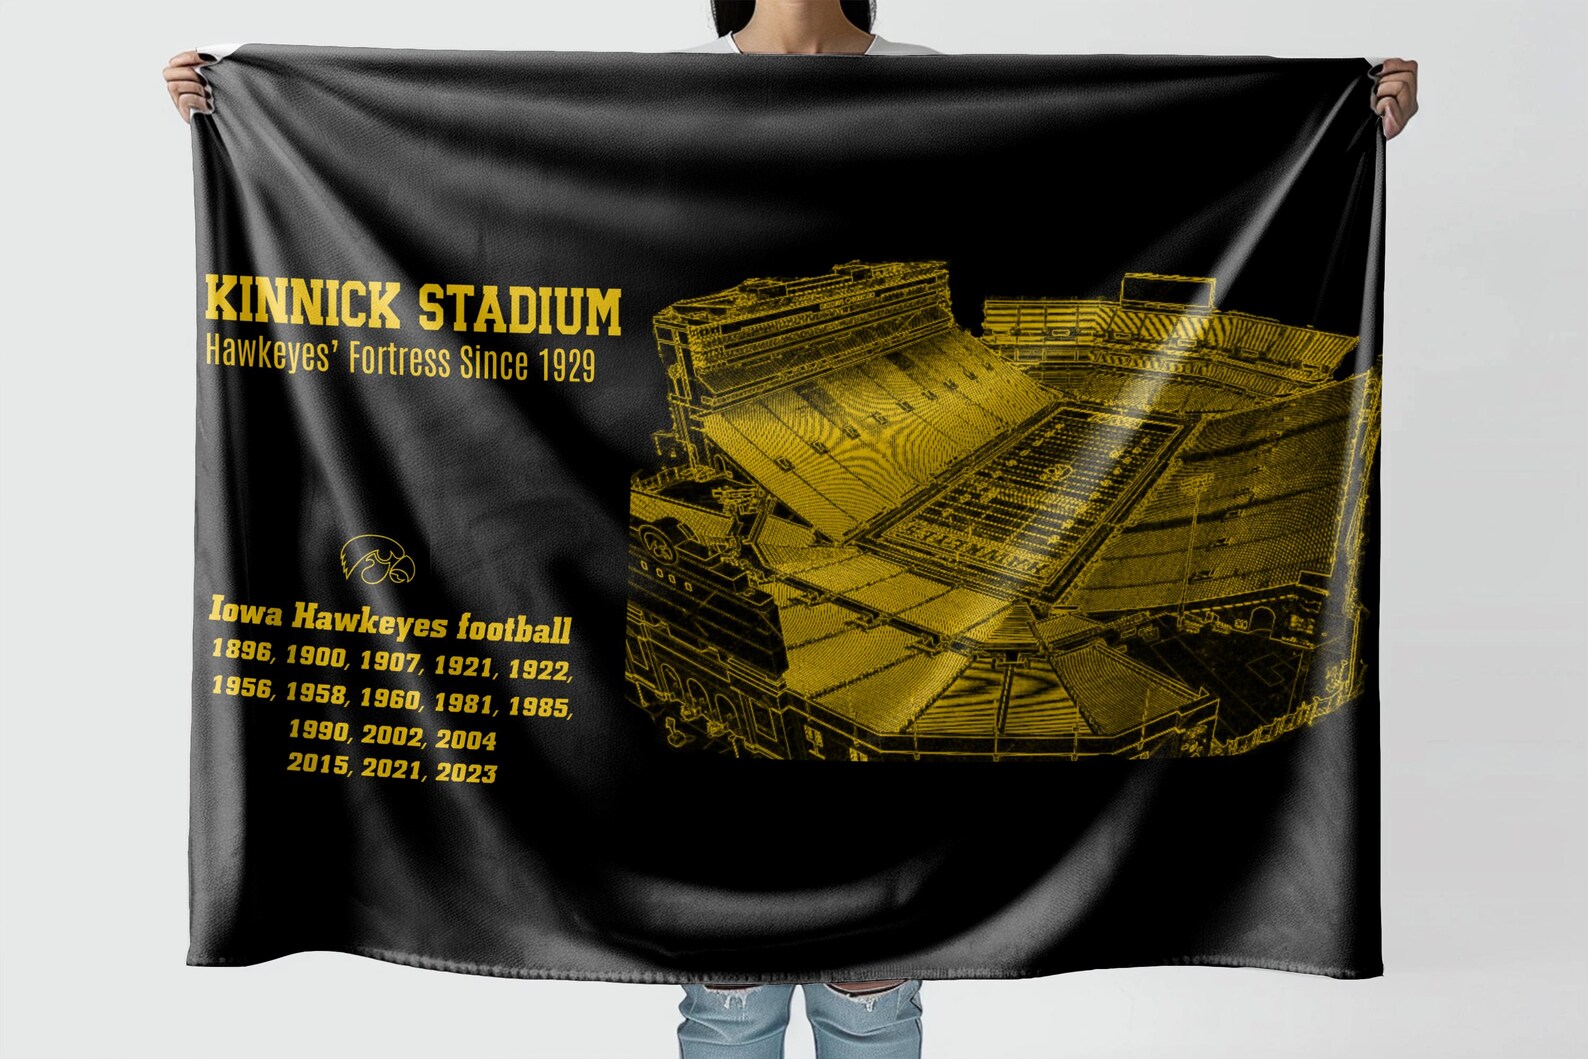 KINNICK STADIUM
Hawkeyes’ Fortress Since 1929
Iowa Hawkeyes football
1896, 1900, 1907, 1921, 1922,
1956, 1958, 1960, 1981, 1985,
1990, 2002, 2004
2015, 2021, 2023